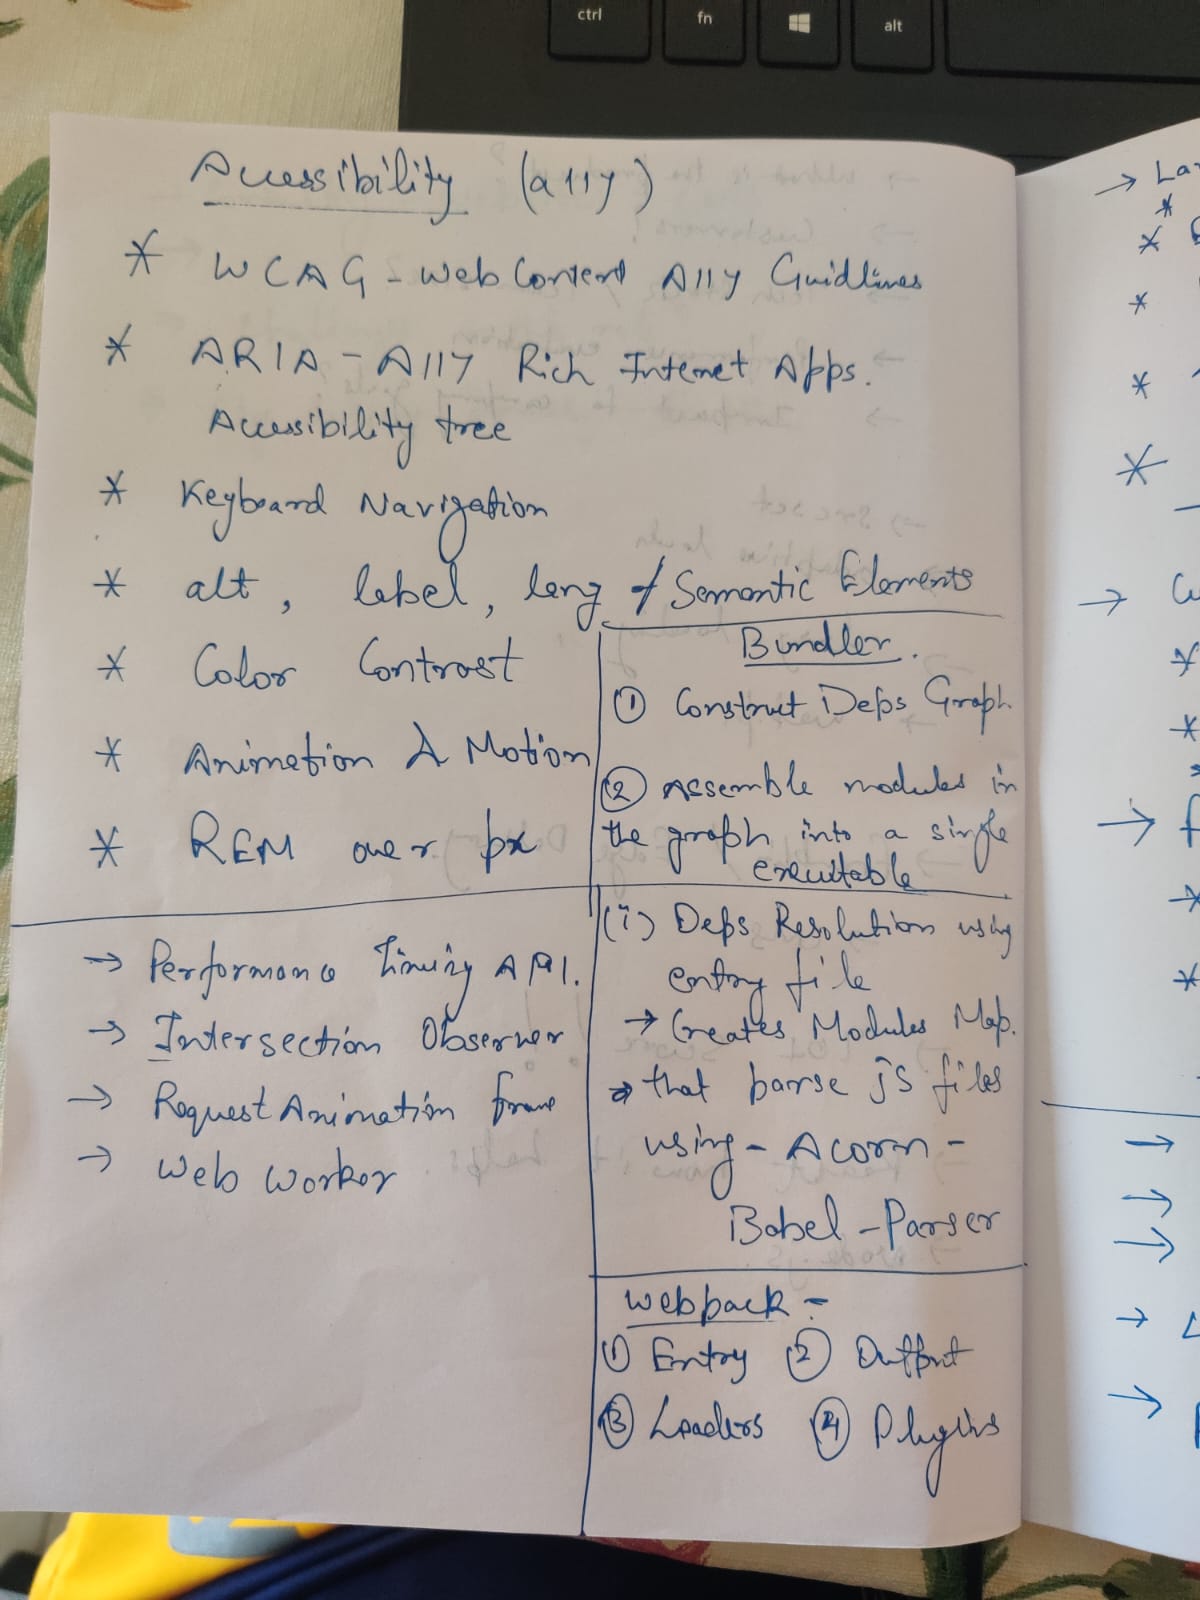 ctrl fn alt
Accessibility (a11y)
* WCAG - Web Content A11y Guidlines
* ARIA - A11Y Rich Internet Apps.
Accessibility tree
* Keyboard Navigation
* alt, label, lang / Semantic Elements
* Color Contrast
* Animation & Motion
* REM over px
→ Performance Timing API.
→ Intersection Observer
→ Request Animation frame
→ Web Worker
Bundler.
① Construct Deps Graph
② Assemble modules in
the graph into a single
executable
(i) Deps Resolution using
entry file
→ Creates Modules Map.
→ that parse js files
using - Acorn -
Babel - Parser
Webpack -
① Entry ② Output
③ Loaders ④ Plugins
→ La
*
*
*
*
*
→
*
*
→ f
*
*
→
→
→
→
→